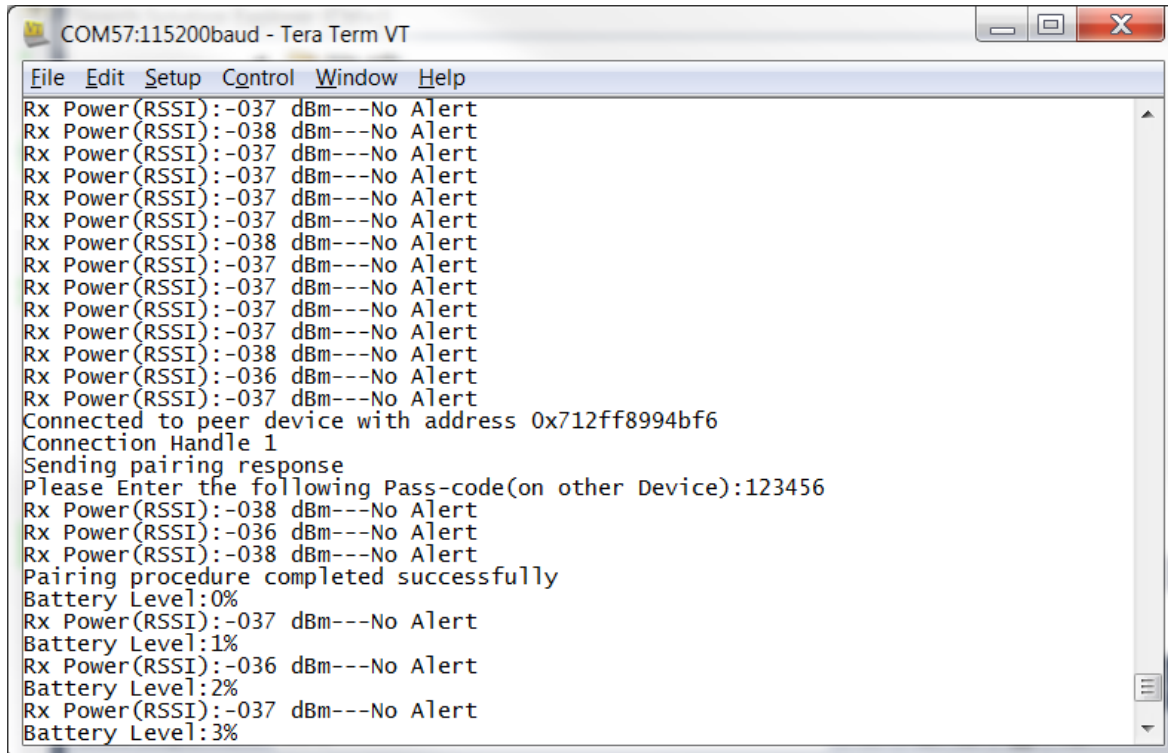 COM57:115200baud - Tera Term VT
File Edit Setup Control Window Help
Rx Power(RSSI):-037 dBm---No Alert
Rx Power(RSSI):-038 dBm---No Alert
Rx Power(RSSI):-037 dBm---No Alert
Rx Power(RSSI):-037 dBm---No Alert
Rx Power(RSSI):-037 dBm---No Alert
Rx Power(RSSI):-037 dBm---No Alert
Rx Power(RSSI):-038 dBm---No Alert
Rx Power(RSSI):-037 dBm---No Alert
Rx Power(RSSI):-037 dBm---No Alert
Rx Power(RSSI):-037 dBm---No Alert
Rx Power(RSSI):-037 dBm---No Alert
Rx Power(RSSI):-038 dBm---No Alert
Rx Power(RSSI):-036 dBm---No Alert
Rx Power(RSSI):-037 dBm---No Alert
Connected to peer device with address 0x712ff8994bf6
Connection Handle 1
Sending pairing response
Please Enter the following Pass-code(on other Device):123456
Rx Power(RSSI):-038 dBm---No Alert
Rx Power(RSSI):-036 dBm---No Alert
Rx Power(RSSI):-038 dBm---No Alert
Pairing procedure completed successfully
Battery Level:0%
Rx Power(RSSI):-037 dBm---No Alert
Battery Level:1%
Rx Power(RSSI):-036 dBm---No Alert
Battery Level:2%
Rx Power(RSSI):-037 dBm---No Alert
Battery Level:3%